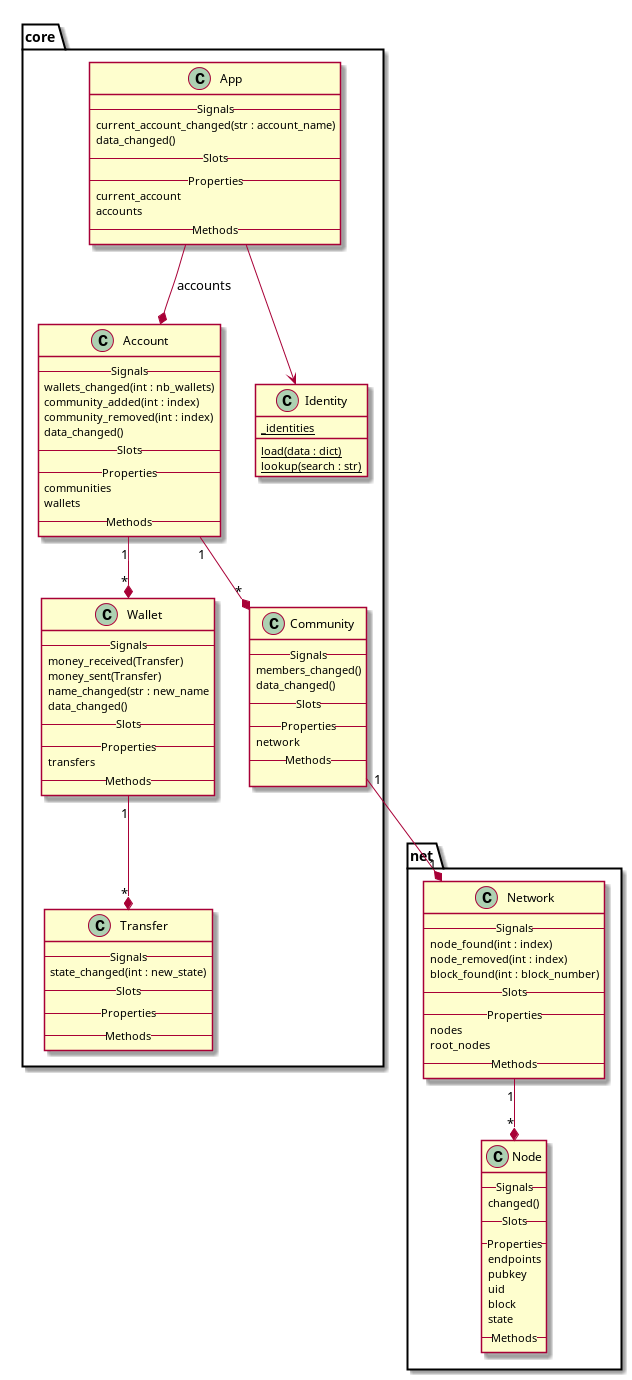 core
C App
Signals
current_account_changed(str : account_name)
data_changed()
Slots
Properties
current_account
accounts
Methods
accounts
C Account
Signals
wallets_changed(int : nb_wallets)
community_added(int : index)
community_removed(int : index)
data_changed()
Slots
Properties
communities
wallets
Methods
C Identity
_identities
load(data : dict)
lookup(search : str)
1
*
1
*
C Wallet
Signals
money_received(Transfer)
money_sent(Transfer)
name_changed(str : new_name
data_changed()
Slots
Properties
transfers
Methods
C Community
Signals
members_changed()
data_changed()
Slots
Properties
network
Methods
1
1
*
C Transfer
Signals
state_changed(int : new_state)
Slots
Properties
Methods
net
C Network
Signals
node_found(int : index)
node_removed(int : index)
block_found(int : block_number)
Slots
Properties
nodes
root_nodes
Methods
1
*
C Node
Signals
changed()
Slots
Properties
endpoints
pubkey
uid
block
state
Methods